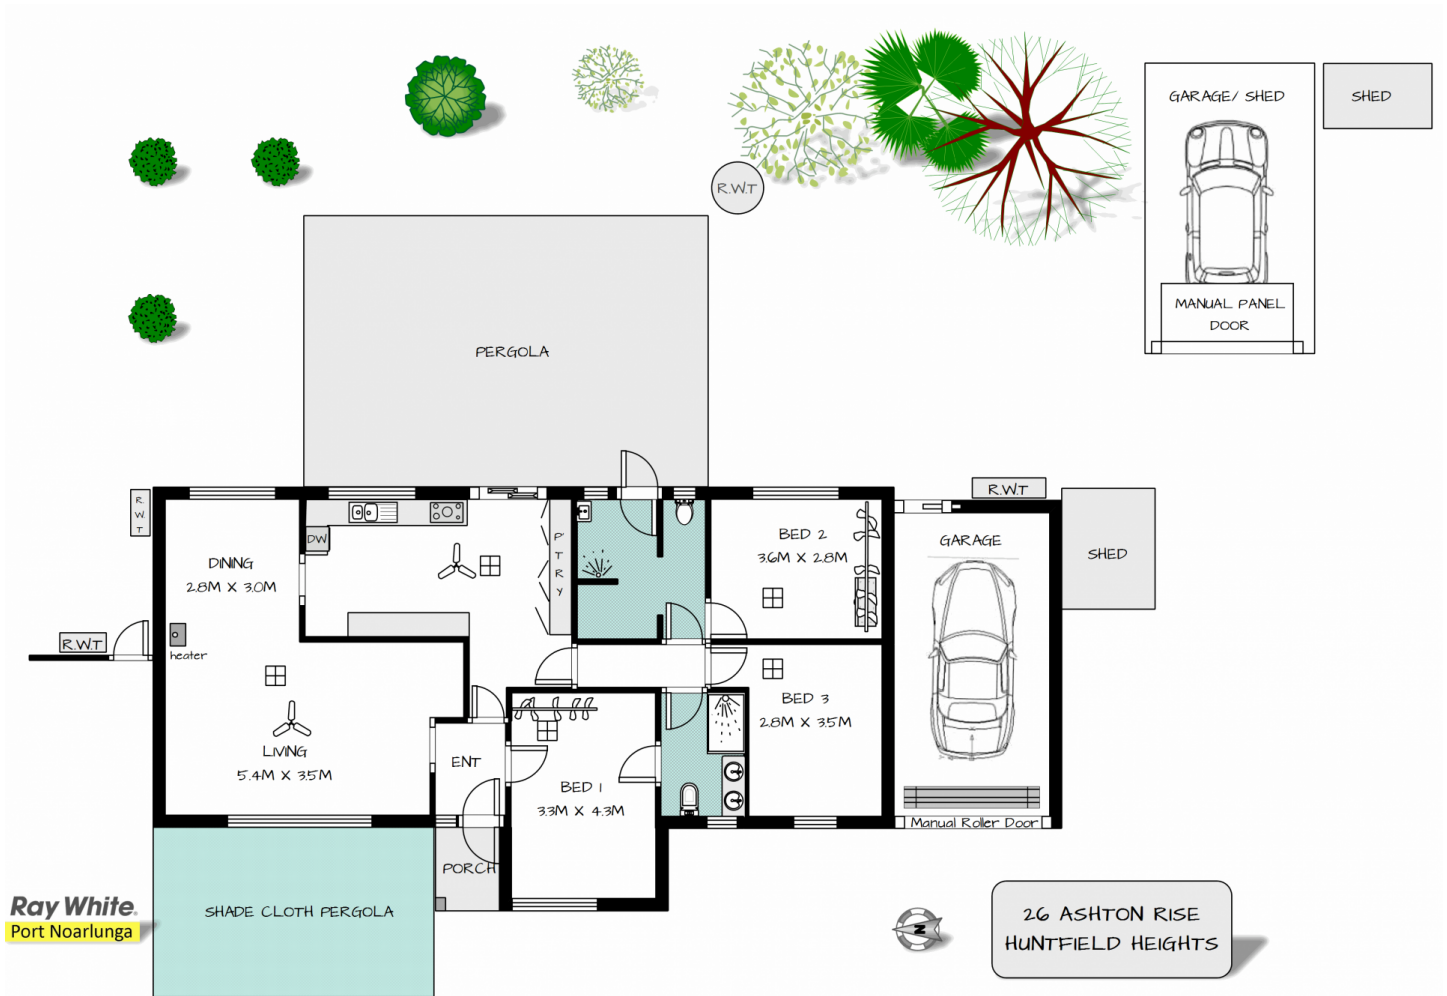 GARAGE/ SHED
SHED
R.W.T
MANUAL PANEL
DOOR
PERGOLA
R.W.T
R.
W.
T
DW
P'
T
R
Y
DINING
2.8M X 3.0M
BED 2
3.6M X 2.8M
GARAGE
SHED
R.W.T
heater
BED 3
2.8M X 3.5M
LIVING
5.4M X 3.5M
ENT
BED 1
3.3M X 4.3M
Manual Roller Door
PORCH
SHADE CLOTH PERGOLA
Ray White.
Port Noarlunga
N
26 ASHTON RISE
HUNTFIELD HEIGHTS